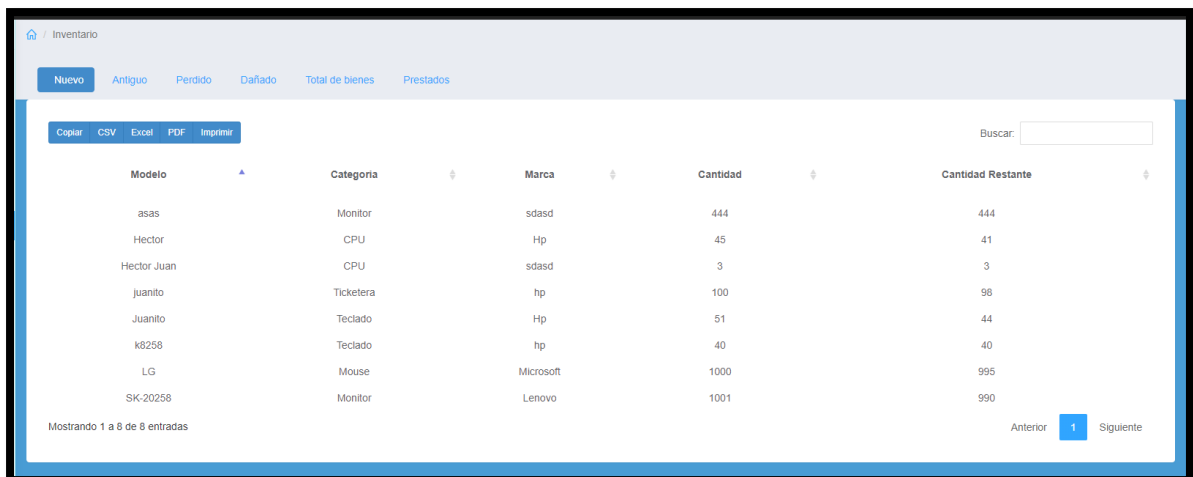 / Inventario
Nuevo Antiguo Perdido Dañado Total de bienes Prestados
Copiar CSV Excel PDF Imprimir Buscar:
Modelo Categoria Marca Cantidad Cantidad Restante
asas Monitor sdasd 444 444
Hector CPU Hp 45 41
Hector Juan CPU sdasd 3 3
juanito Ticketera hp 100 98
Juanito Teclado Hp 51 44
k8258 Teclado hp 40 40
LG Mouse Microsoft 1000 995
SK-20258 Monitor Lenovo 1001 990
Mostrando 1 a 8 de 8 entradas Anterior 1 Siguiente